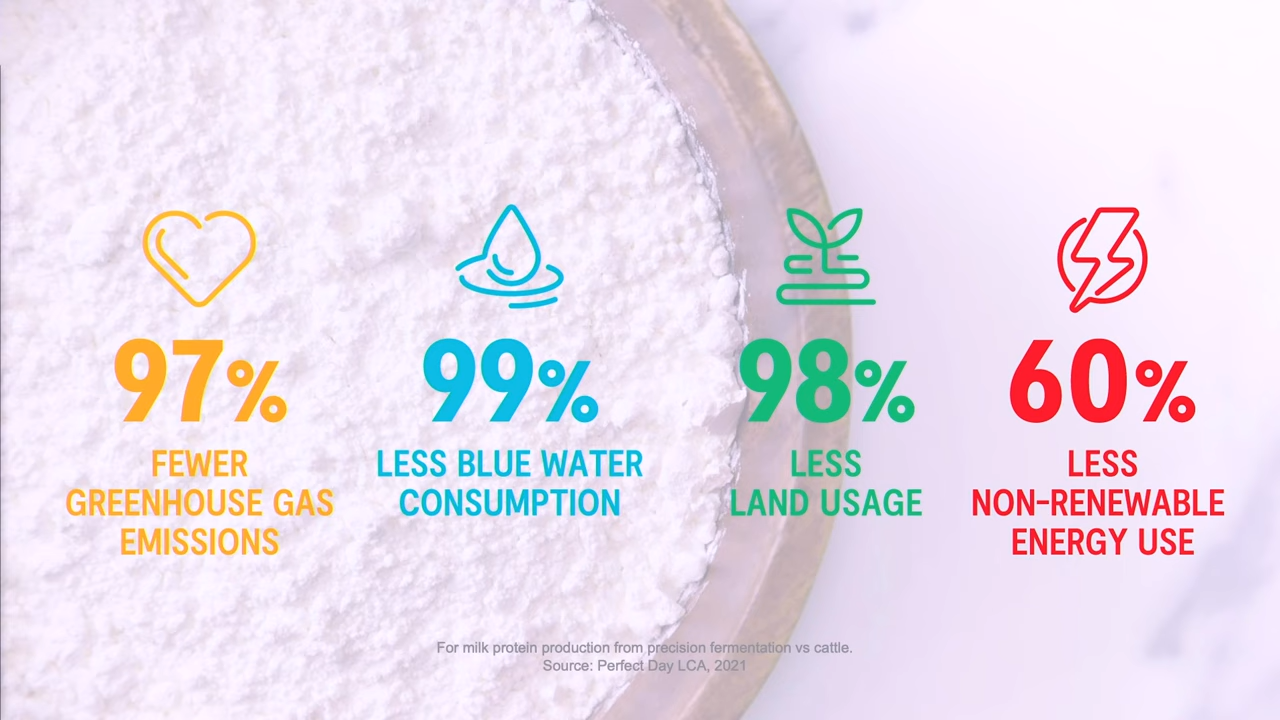 97%
FEWER
GREENHOUSE GAS
EMISSIONS
99%
LESS BLUE WATER
CONSUMPTION
98%
LESS
LAND USAGE
60%
LESS
NON-RENEWABLE
ENERGY USE
For milk protein production from precision fermentation vs cattle.
Source: Perfect Day LCA, 2021